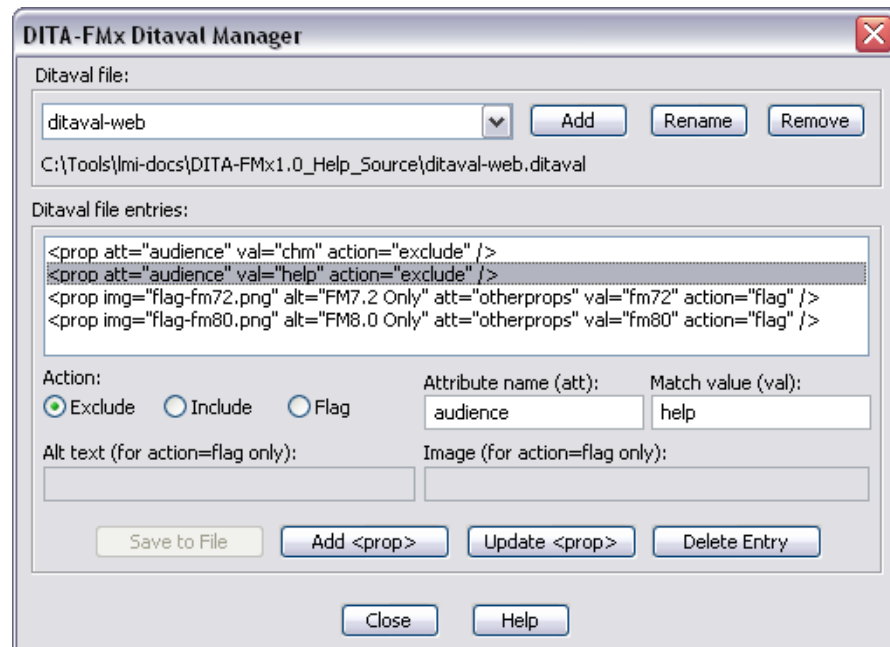 DITA-FMx Ditaval Manager
Ditaval file:
ditaval-web
Add
Rename
Remove
C:\Tools\lmi-docs\DITA-FMx1.0_Help_Source\ditaval-web.ditaval
Ditaval file entries:
<prop att="audience" val="chm" action="exclude" />
<prop att="audience" val="help" action="exclude" />
<prop img="flag-fm72.png" alt="FM7.2 Only" att="otherprops" val="fm72" action="flag" />
<prop img="flag-fm80.png" alt="FM8.0 Only" att="otherprops" val="fm80" action="flag" />
Action:
Exclude
Include
Flag
Attribute name (att):
audience
Match value (val):
help
Alt text (for action=flag only):
Image (for action=flag only):
Save to File
Add <prop>
Update <prop>
Delete Entry
Close
Help